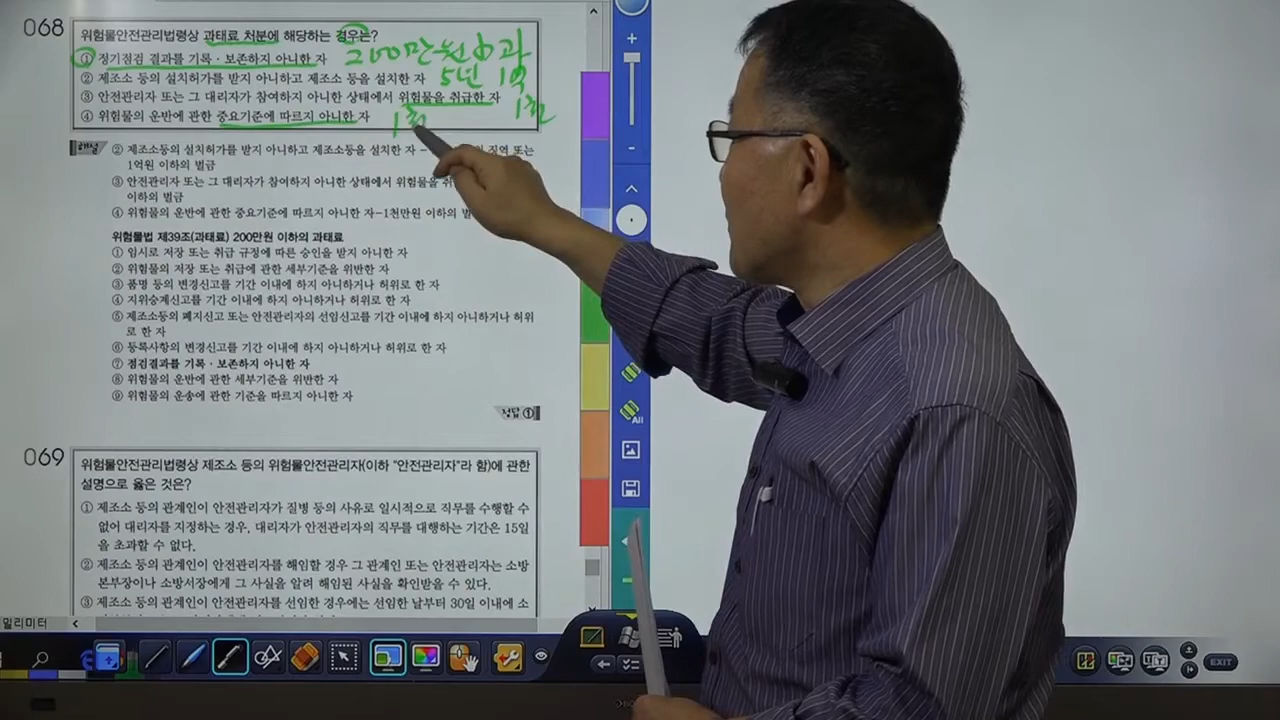 068
위험물안전관리법령상 과태료 처분에 해당하는 경우는?
① 정기점검 결과를 기록·보존하지 아니한 자 200만원 이 과
② 제조소 등의 설치허가를 받지 아니하고 제조소 등을 설치한 자 5년 1억
③ 안전관리자 또는 그 대리자가 참여하지 아니한 상태에서 위험물을 취급한 자 1천
④ 위험물의 운반에 관한 중요기준에 따르지 아니한 자 1천
해설 ② 제조소등의 설치허가를 받지 아니하고 제조소등을 설치한 자 - 징역 또는
1억원 이하의 벌금
③ 안전관리자 또는 그 대리자가 참여하지 아니한 상태에서 위험물을
이하의 벌금
④ 위험물의 운반에 관한 중요기준에 따르지 아니한 자-1천만원 이하의
위험물법 제39조(과태료) 200만원 이하의 과태료
① 임시로 저장 또는 취급 규정에 따른 승인을 받지 아니한 자
② 위험물의 저장 또는 취급에 관한 세부기준을 위반한 자
③ 품명 등의 변경신고를 기간 이내에 하지 아니하거나 허위로 한 자
④ 지위승계신고를 기간 이내에 하지 아니하거나 허위로 한 자
⑤ 제조소등의 폐지신고 또는 안전관리자의 선임신고를 기간 이내에 하지 아니하거나 허위
로 한 자
⑥ 등록사항의 변경신고를 기간 이내에 하지 아니하거나 허위로 한 자
⑦ 점검결과를 기록·보존하지 아니한 자
⑧ 위험물의 운반에 관한 세부기준을 위반한 자
⑨ 위험물의 운송에 관한 기준을 따르지 아니한 자
정답 ①
069
위험물안전관리법령상 제조소 등의 위험물안전관리자(이하 "안전관리자"라 함)에 관한
설명으로 옳은 것은?
① 제조소 등의 관계인이 안전관리자가 질병 등의 사유로 일시적으로 직무를 수행할 수
없어 대리자를 지정하는 경우, 대리자가 안전관리자의 직무를 대행하는 기간은 15일
을 초과할 수 없다.
② 제조소 등의 관계인이 안전관리자를 해임할 경우 그 관계인 또는 안전관리자는 소방
본부장이나 소방서장에게 그 사실을 알려 해임된 사실을 확인받을 수 있다.
③ 제조소 등의 관계인이 안전관리자를 선임한 경우에는 선임한 날부터 30일 이내에 소
밀리미터
All
EXIT